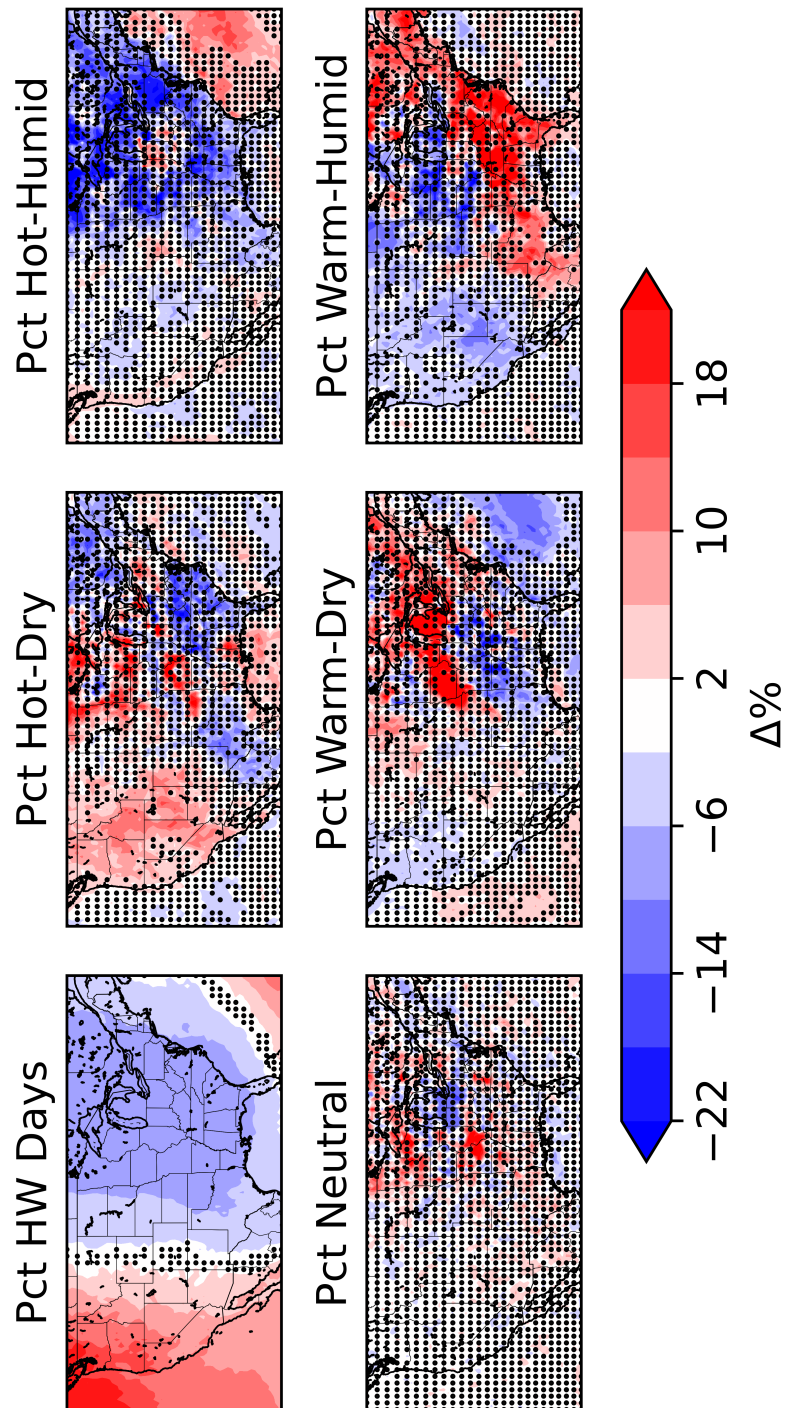 Pct HW Days
Pct Hot-Dry
Pct Hot-Humid
Pct Neutral
Pct Warm-Dry
Pct Warm-Humid
−22
−14
−6
2
10
18
Δ%